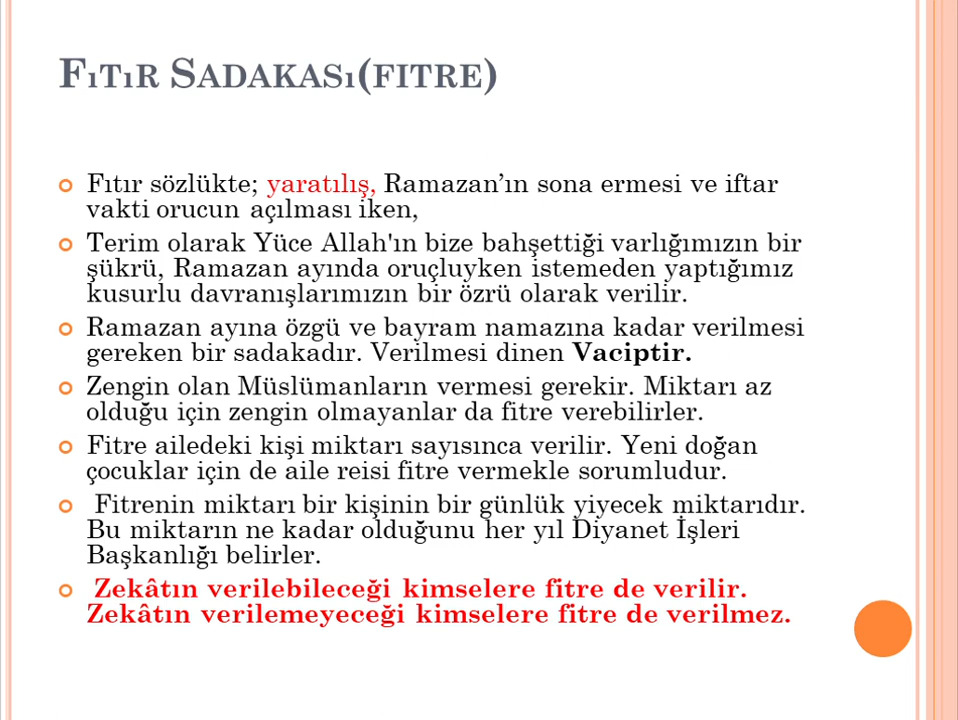 FıTıR SADAKASı(FITRE)
Fıtır sözlükte; yaratılış, Ramazan’ın sona ermesi ve iftar
vakti orucun açılması iken,
Terim olarak Yüce Allah'ın bize bahşettiği varlığımızın bir
şükrü, Ramazan ayında oruçluyken istemeden yaptığımız
kusurlu davranışlarımızın bir özrü olarak verilir.
Ramazan ayına özgü ve bayram namazına kadar verilmesi
gereken bir sadakadır. Verilmesi dinen Vaciptir.
Zengin olan Müslümanların vermesi gerekir. Miktarı az
olduğu için zengin olmayanlar da fitre verebilirler.
Fitre ailedeki kişi miktarı sayısınca verilir. Yeni doğan
çocuklar için de aile reisi fitre vermekle sorumludur.
Fitrenin miktarı bir kişinin bir günlük yiyecek miktarıdır.
Bu miktarın ne kadar olduğunu her yıl Diyanet İşleri
Başkanlığı belirler.
Zekâtın verilebileceği kimselere fitre de verilir.
Zekâtın verilemeyeceği kimselere fitre de verilmez.